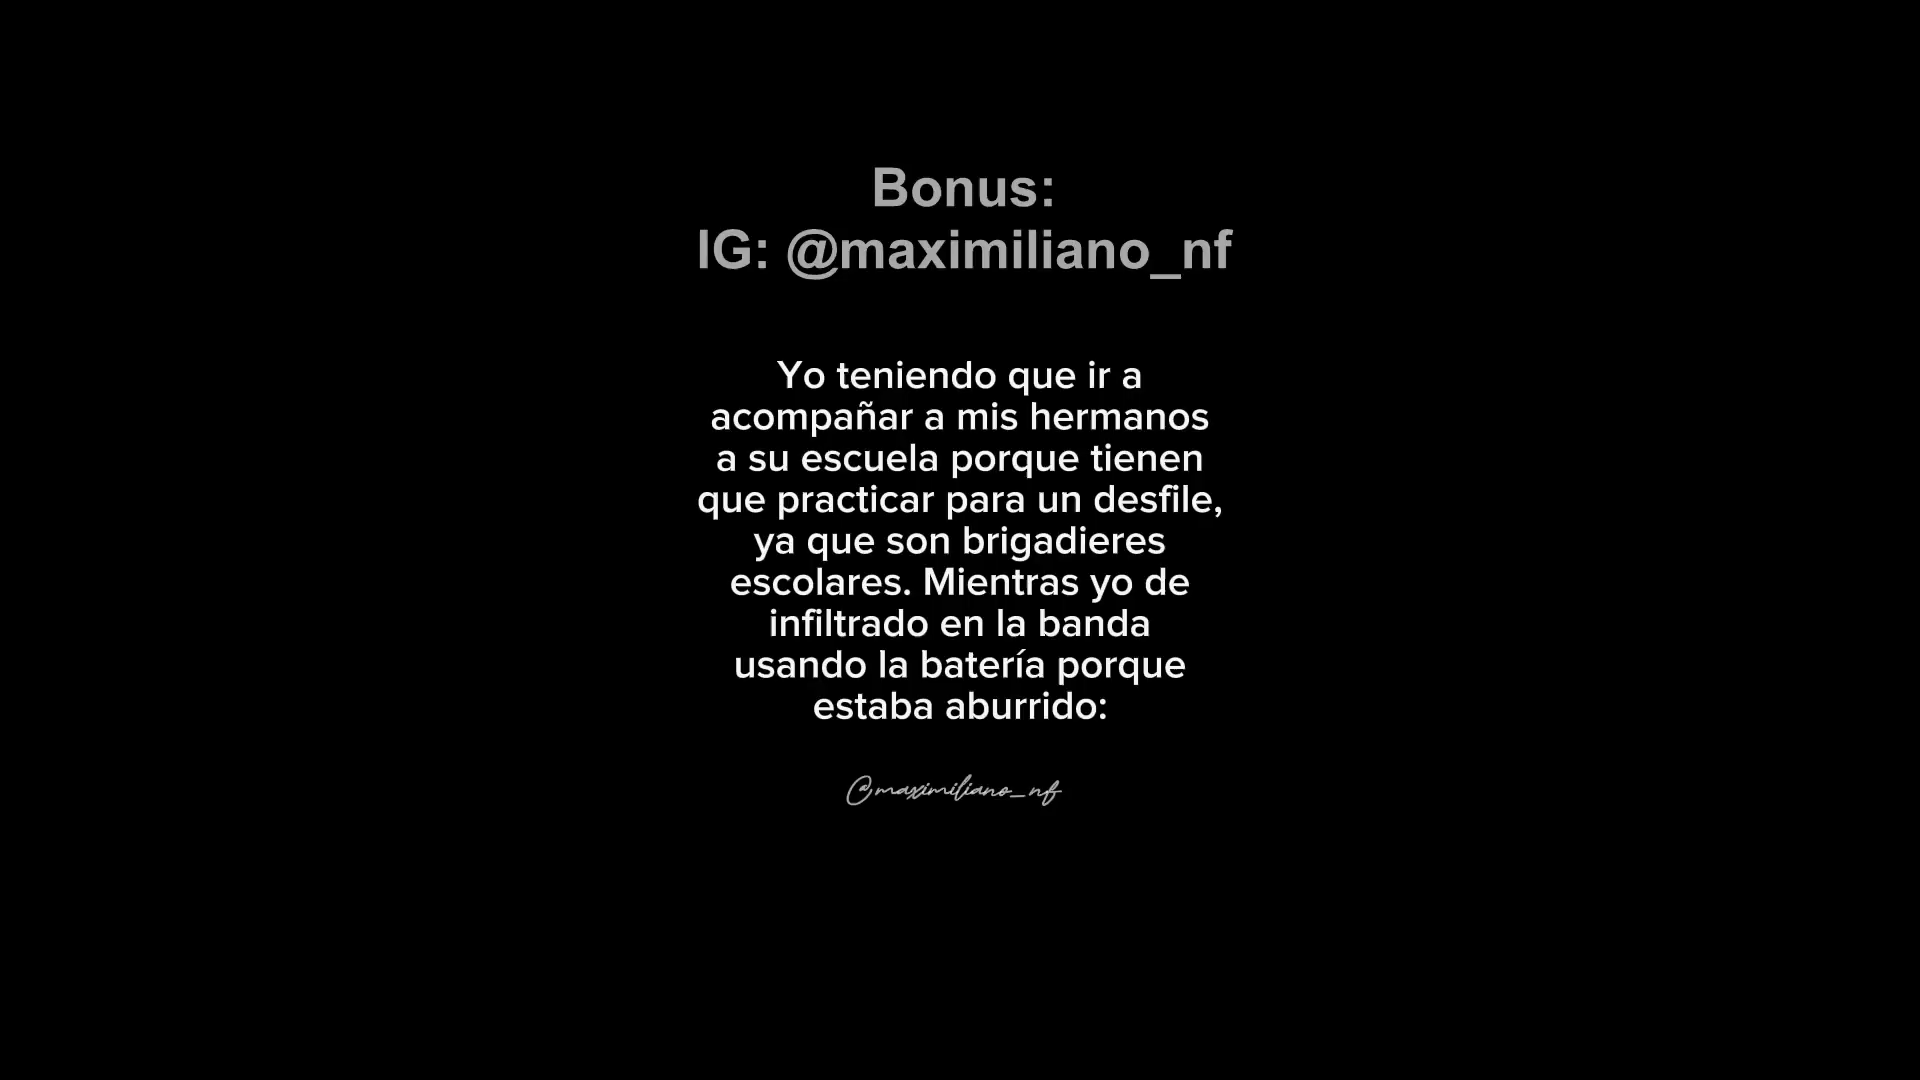 Bonus:
IG: @maximiliano_nf
Yo teniendo que ir a
acompañar a mis hermanos
a su escuela porque tienen
que practicar para un desfile,
ya que son brigadieres
escolares. Mientras yo de
infiltrado en la banda
usando la batería porque
estaba aburrido:
@maximiliano_nf